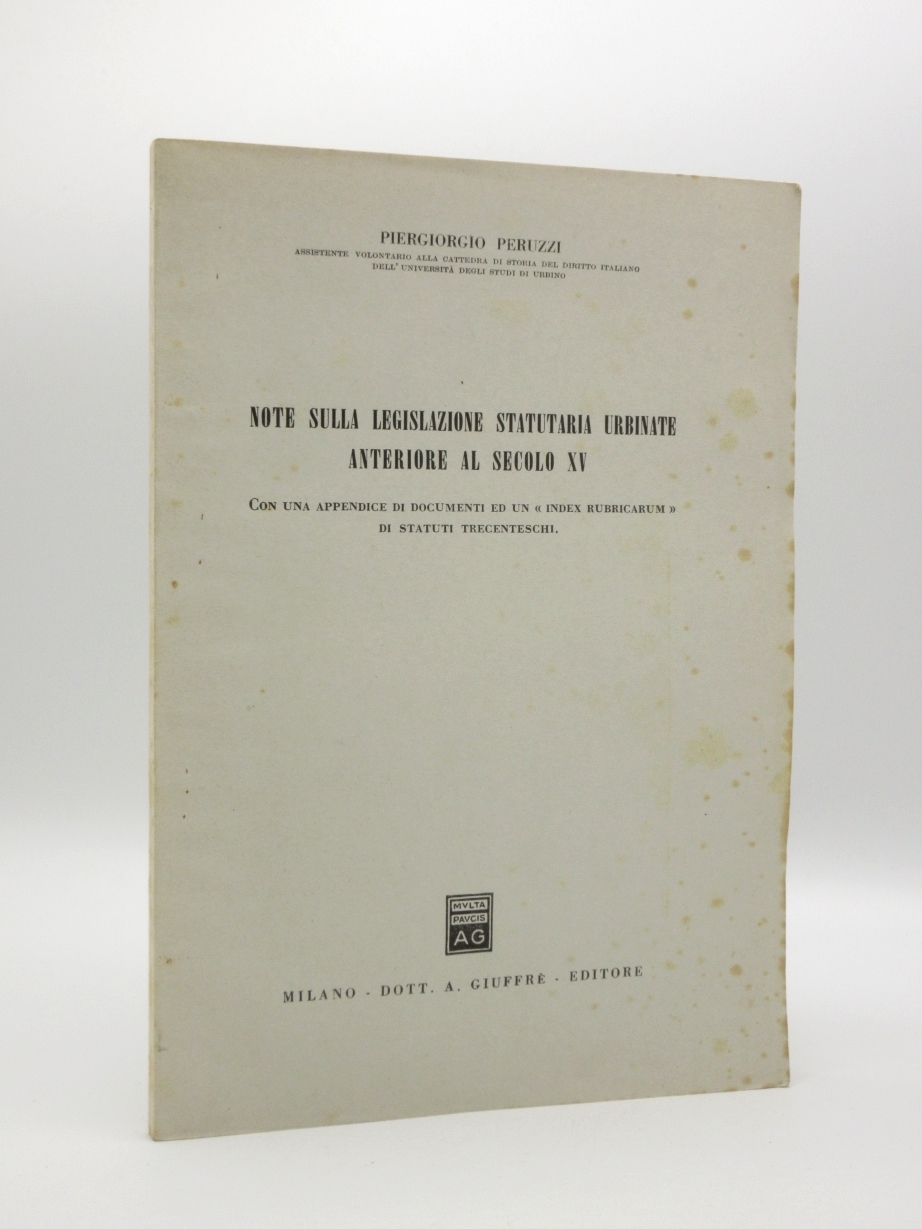 PIERGIORGIO PERUZZI
ASSISTENTE VOLONTARIO ALLA CATTEDRA DI STORIA DEL DIRITTO ITALIANO
DELL'UNIVERSITÀ DEGLI STUDI DI URBINO
NOTE SULLA LEGISLAZIONE STATUTARIA URBINATE
ANTERIORE AL SECOLO XV
CON UNA APPENDICE DI DOCUMENTI ED UN « INDEX RUBRICARUM »
DI STATUTI TRECENTESCHI.
MVLTA
PAVCIS
AG
MILANO - DOTT. A. GIUFFRÈ - EDITORE